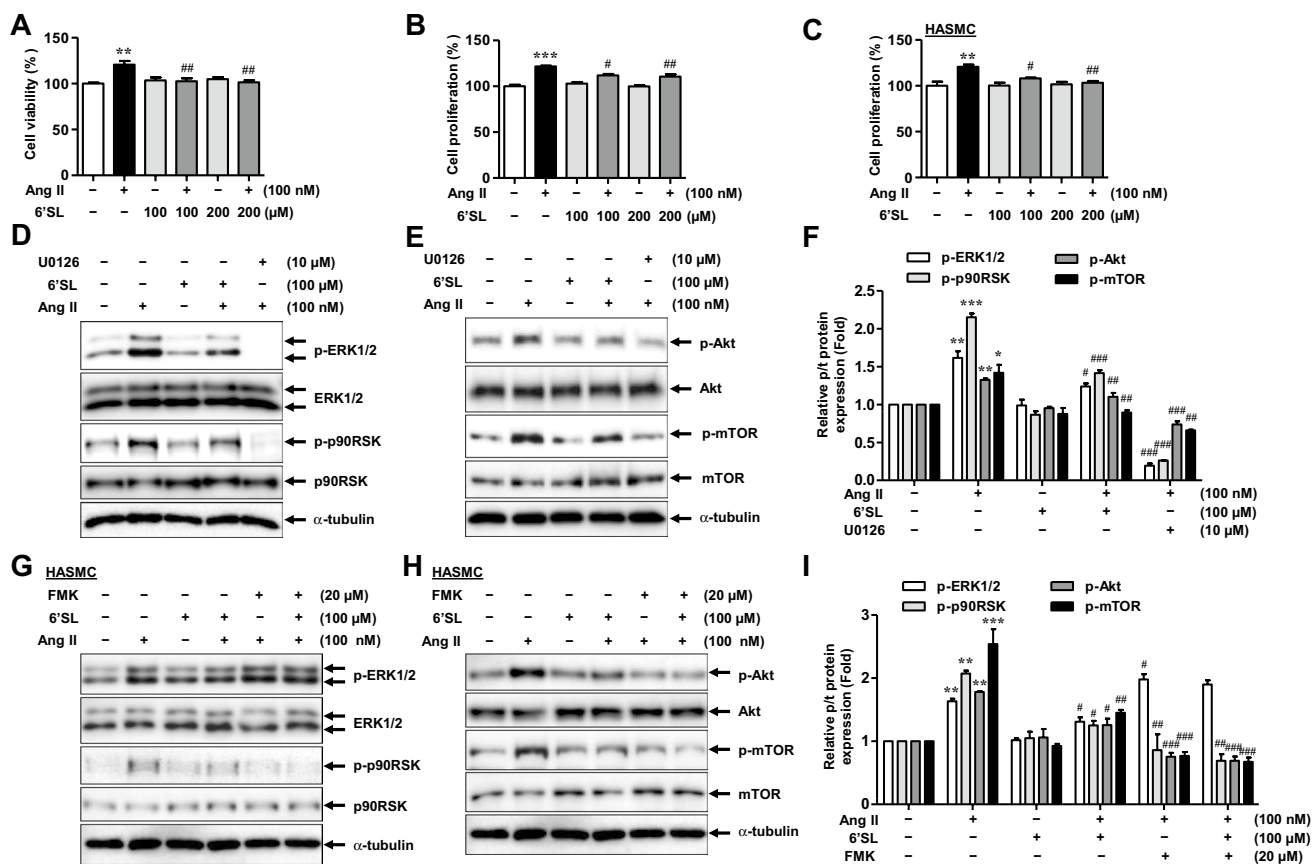 A
Cell viability (%)
150
100
50
0
**
##
##
Ang II – + – + – + (100 nM)
6'SL – – 100 100 200 200 (μM)
B
Cell proliferation (%)
150
100
50
0
***
#
##
Ang II – + – + – + (100 nM)
6'SL – – 100 100 200 200 (μM)
C
HASMC
Cell proliferation (%)
150
100
50
0
**
#
##
Ang II – + – + – + (100 nM)
6'SL – – 100 100 200 200 (μM)
D
U0126 – – – – + (10 μM)
6'SL – – + + – (100 μM)
Ang II – + – + + (100 nM)
p-ERK1/2
ERK1/2
p-p90RSK
p90RSK
α-tubulin
E
U0126 – – – – + (10 μM)
6'SL – – + + – (100 μM)
Ang II – + – + + (100 nM)
p-Akt
Akt
p-mTOR
mTOR
α-tubulin
F
p-ERK1/2 p-Akt
p-p90RSK p-mTOR
Relative p/t protein
expression (Fold)
2.5
2.0
1.5
1.0
0.5
0.0
** *** ** *
# ### ## ##
### ### ### ##
Ang II – + – + + (100 nM)
6'SL – – + + – (100 μM)
U0126 – – – – + (10 μM)
G
HASMC
FMK – – – – + + (20 μM)
6'SL – – + + – + (100 μM)
Ang II – + – + + + (100 nM)
p-ERK1/2
ERK1/2
p-p90RSK
p90RSK
α-tubulin
H
HASMC
FMK – – – – + + (20 μM)
6'SL – – + + – + (100 μM)
Ang II – + – + + + (100 nM)
p-Akt
Akt
p-mTOR
mTOR
α-tubulin
I
p-ERK1/2 p-Akt
p-p90RSK p-mTOR
Relative p/t protein
expression (Fold)
3
2
1
0
** ** ** ***
# # # ##
# ## ### ###
## ### ###
Ang II – + – + + + (100 nM)
6'SL – – + + – + (100 μM)
FMK – – – – + + (20 μM)